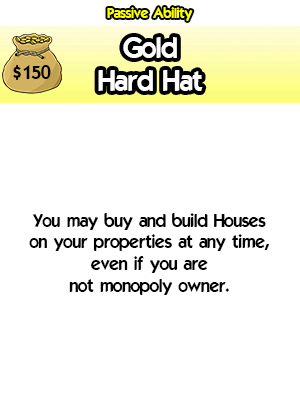 Passive Ability
$150
Gold
Hard Hat
You may buy and build Houses
on your properties at any time,
even if you are
not monopoly owner.